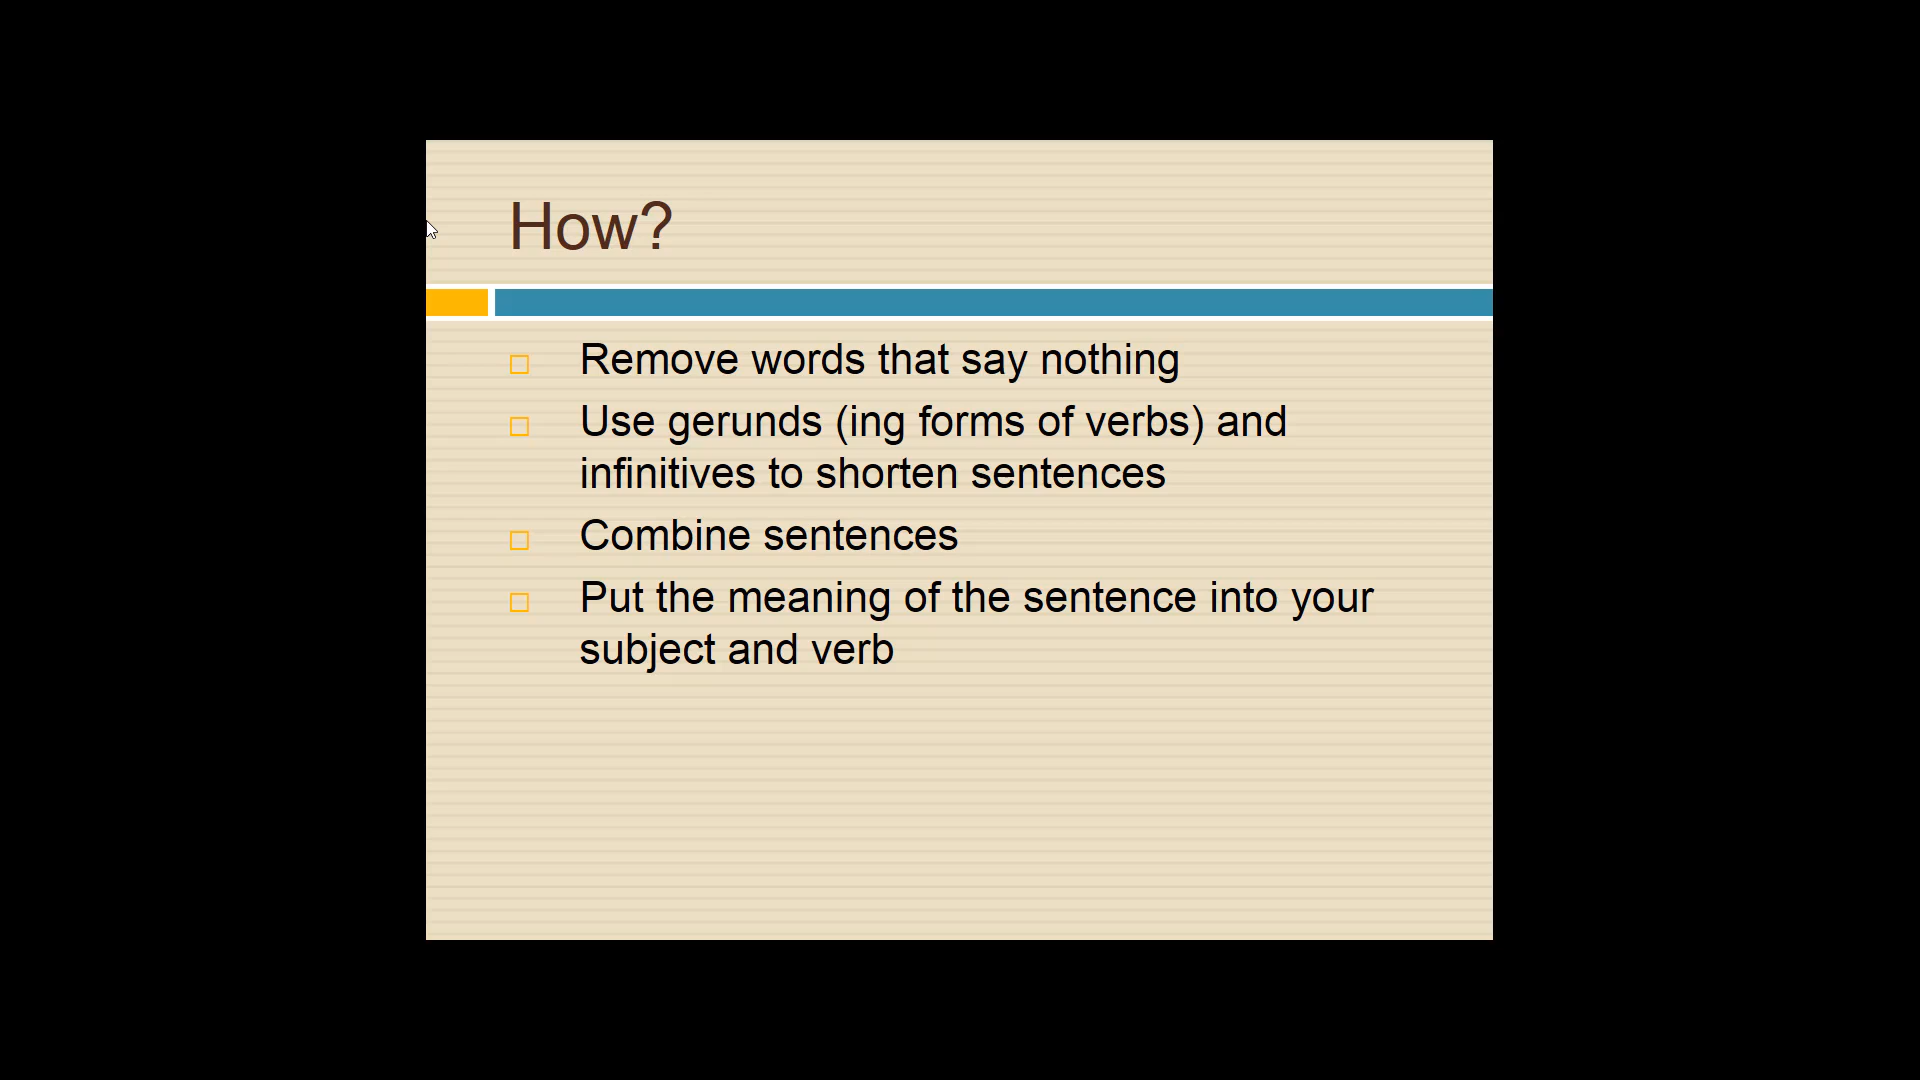 How?
Remove words that say nothing
Use gerunds (ing forms of verbs) and
infinitives to shorten sentences
Combine sentences
Put the meaning of the sentence into your
subject and verb